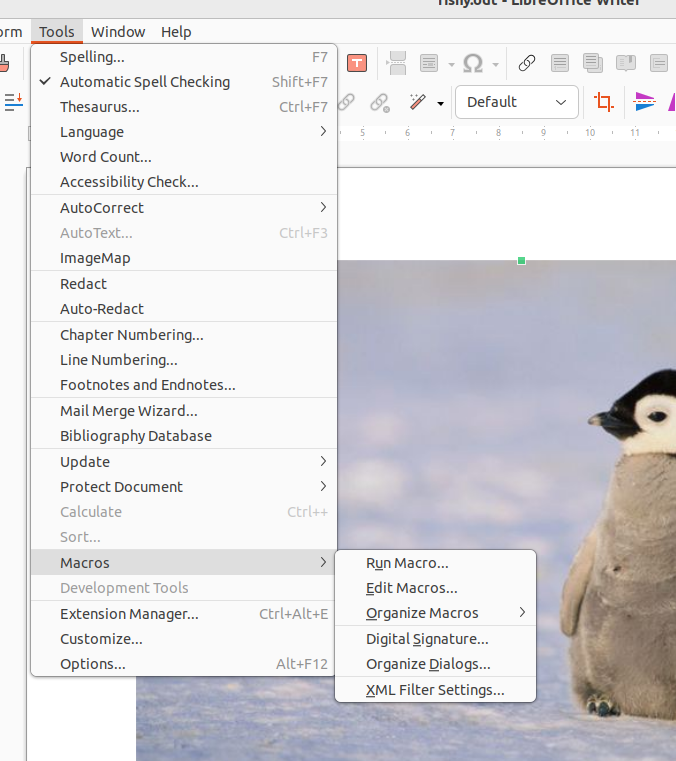 orm Tools Window Help
Spelling... F7
Automatic Spell Checking Shift+F7
Thesaurus... Ctrl+F7
Language
Word Count...
Accessibility Check...
AutoCorrect
AutoText... Ctrl+F3
ImageMap
Redact
Auto-Redact
Chapter Numbering...
Line Numbering...
Footnotes and Endnotes...
Mail Merge Wizard...
Bibliography Database
Update
Protect Document
Calculate Ctrl++
Sort...
Macros
Development Tools
Extension Manager... Ctrl+Alt+E
Customize...
Options... Alt+F12
Default
5 6 7 8 9 10 11
Run Macro...
Edit Macros...
Organize Macros
Digital Signature...
Organize Dialogs...
XML Filter Settings...